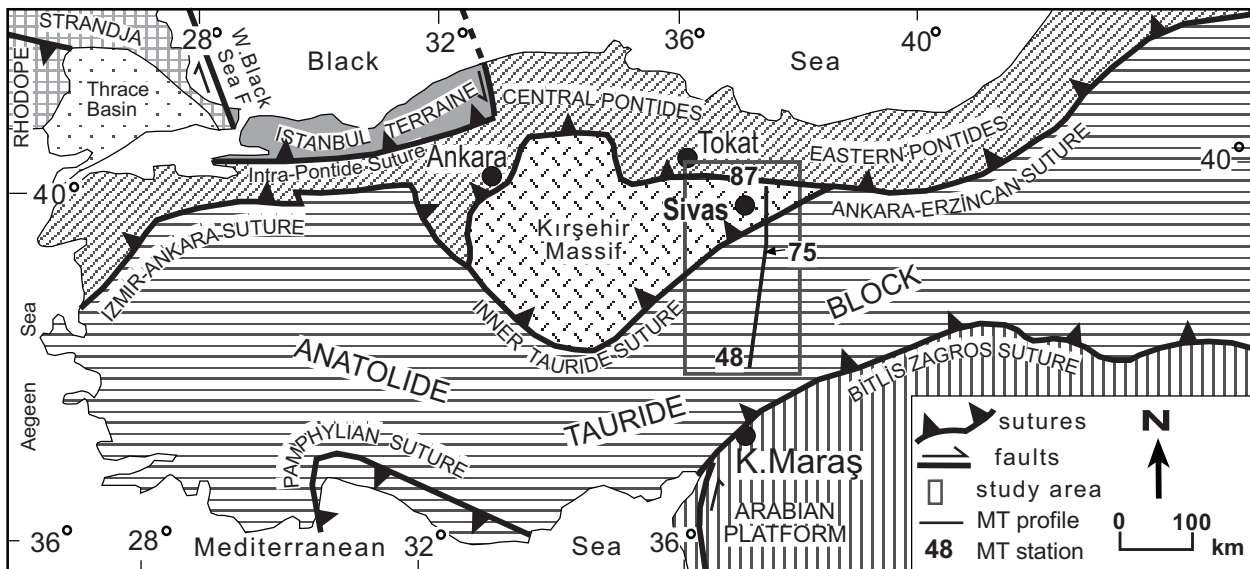 STRANDJA
28°
32°
36°
40°
RHODOPE
W.Black
Sea F
Black
Sea
Thrace
Basin
ISTANBUL TERRAINE
CENTRAL PONTIDES
Intra-Pontide-Suture
Ankara
Tokat
EASTERN PONTIDES
40°
40°
87
ANKARA-ERZİNCAN SUTURE
Sivas
Kırşehir
Massif
İZMIR-ANKARA-SUTURE
75
BLOCK
INNER TAURIDE SUTURE
48
Aegeen Sea
ANATOLIDE
TAURIDE
BİTLİS ZAGROS SUTURE
PAMPHYLIAN SUTURE
K.Maraş
ARABIAN
PLATFORM
sutures
faults
study area
MT profile
48 MT station
N
0 100
km
36°
28°
Mediterranean
32°
Sea
36°